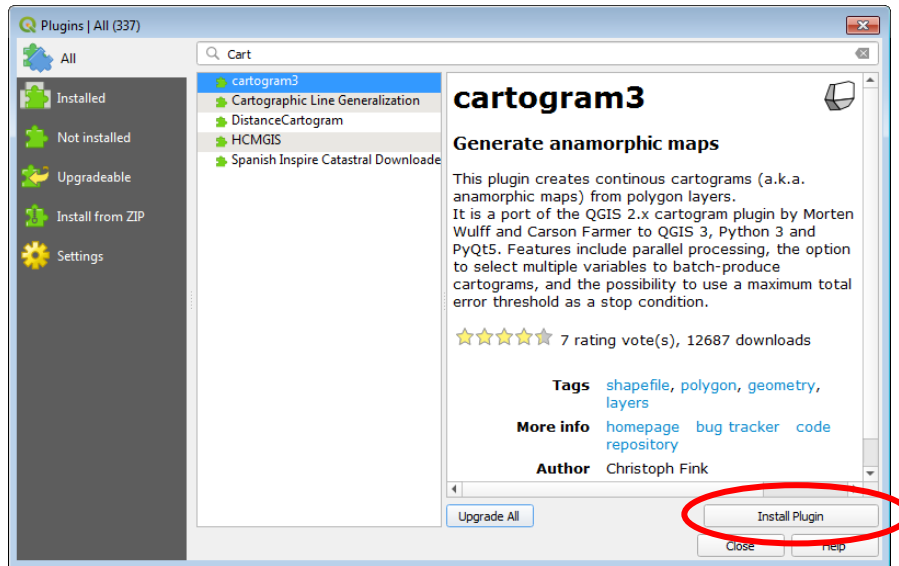 Plugins | All (337)
All
Installed
Not installed
Upgradeable
Install from ZIP
Settings
Cart
cartogram3
Cartographic Line Generalization
DistanceCartogram
HCMGIS
Spanish Inspire Catastral Downloade
cartogram3
Generate anamorphic maps
This plugin creates continous cartograms (a.k.a.
anamorphic maps) from polygon layers.
It is a port of the QGIS 2.x cartogram plugin by Morten
Wulff and Carson Farmer to QGIS 3, Python 3 and
PyQt5. Features include parallel processing, the option
to select multiple variables to batch-produce
cartograms, and the possibility to use a maximum total
error threshold as a stop condition.
7 rating vote(s), 12687 downloads
Tags shapefile, polygon, geometry,
layers
More info homepage bug tracker code
repository
Author Christoph Fink
Upgrade All
Install Plugin
Close
Help